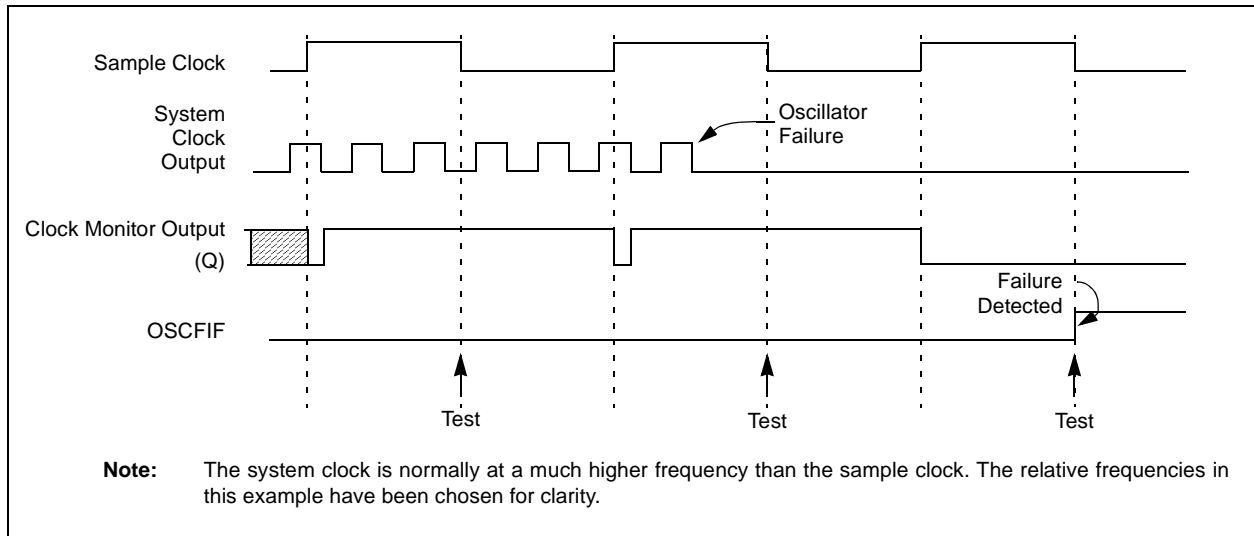 Sample Clock
System
Clock
Output
Oscillator
Failure
Clock Monitor Output
(Q)
Failure
Detected
OSCFIF
Test
Test
Test
Note: The system clock is normally at a much higher frequency than the sample clock. The relative frequencies in
this example have been chosen for clarity.